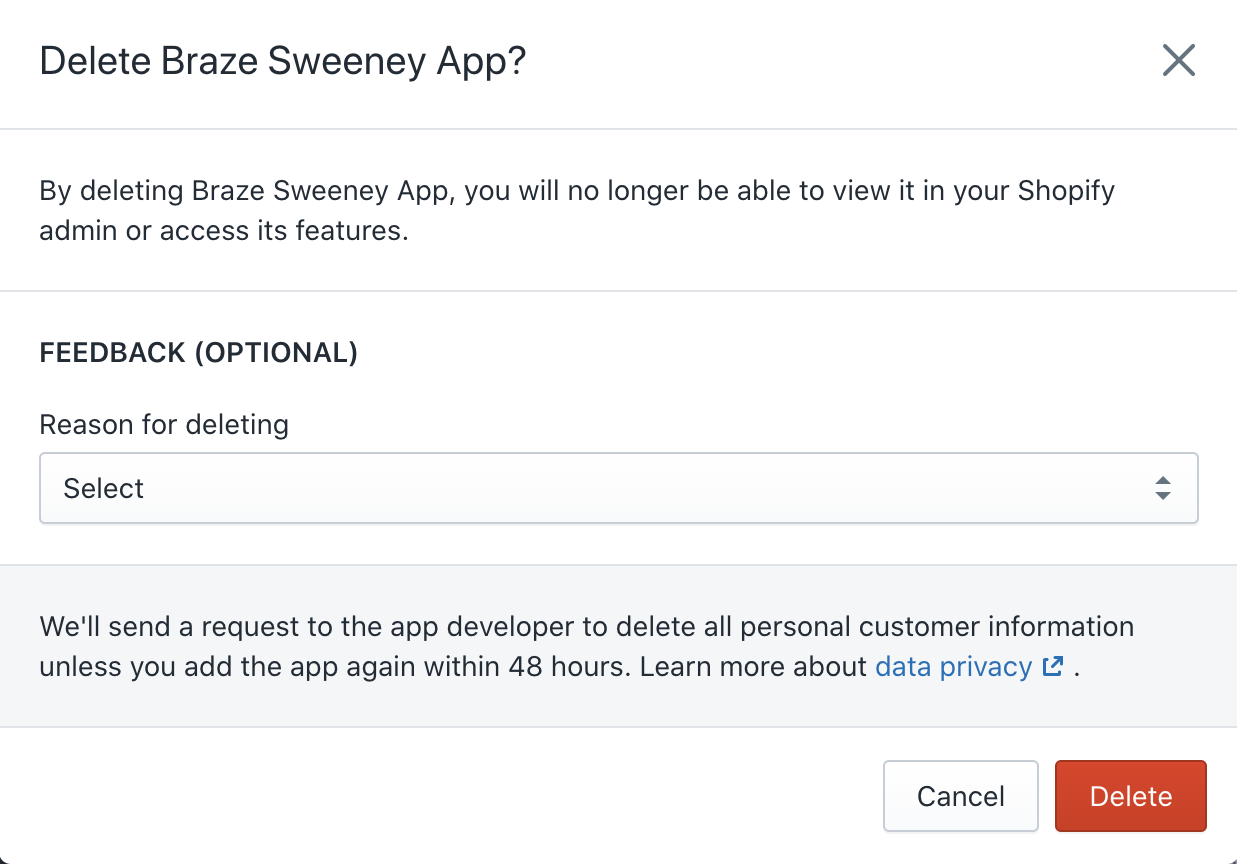 Delete Braze Sweeney App?
By deleting Braze Sweeney App, you will no longer be able to view it in your Shopify
admin or access its features.
FEEDBACK (OPTIONAL)
Reason for deleting
Select
We'll send a request to the app developer to delete all personal customer information
unless you add the app again within 48 hours. Learn more about data privacy .
Cancel
Delete